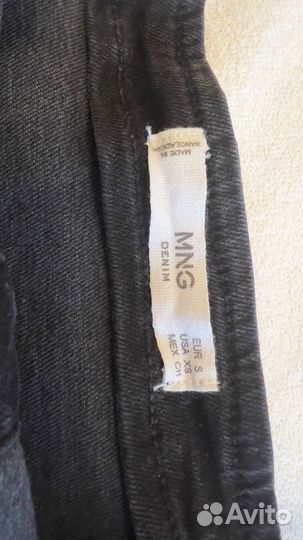 MADE IN
BANGLADESH
MNG
DENIM
EUR S
USA XS
MEX CH
Avito